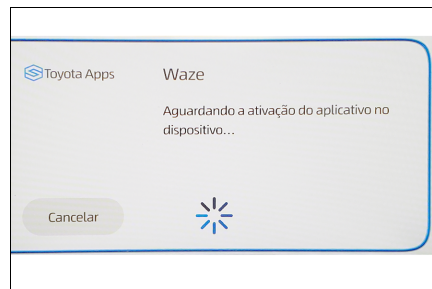 Toyota Apps
Waze
Aguardando a ativação do aplicativo no
dispositivo...
Cancelar